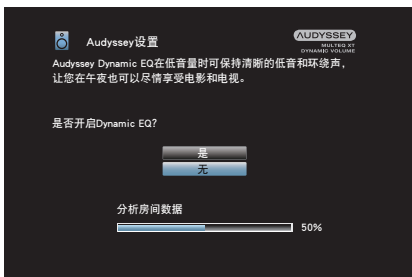 Audyssey设置
AUDYSSEY
MULTEQ XT
DYNAMIC VOLUME
Audyssey Dynamic EQ在低音量时可保持清晰的低音和环绕声，
让您在午夜也可以尽情享受电影和电视。
是否开启Dynamic EQ?
是
无
分析房间数据
50%